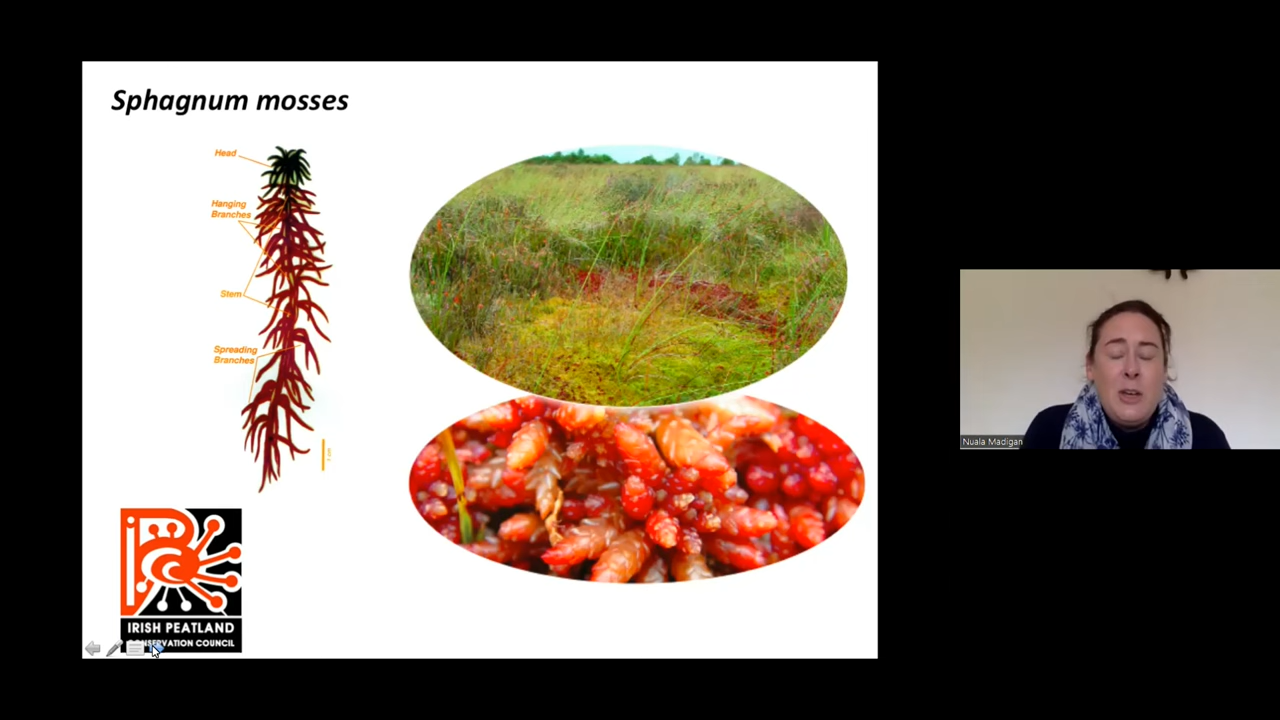 Sphagnum mosses
Head
Hanging
Branches
Stem
Spreading
Branches
IRISH PEATLAND
CONSERVATION COUNCIL
Nuala Madigan